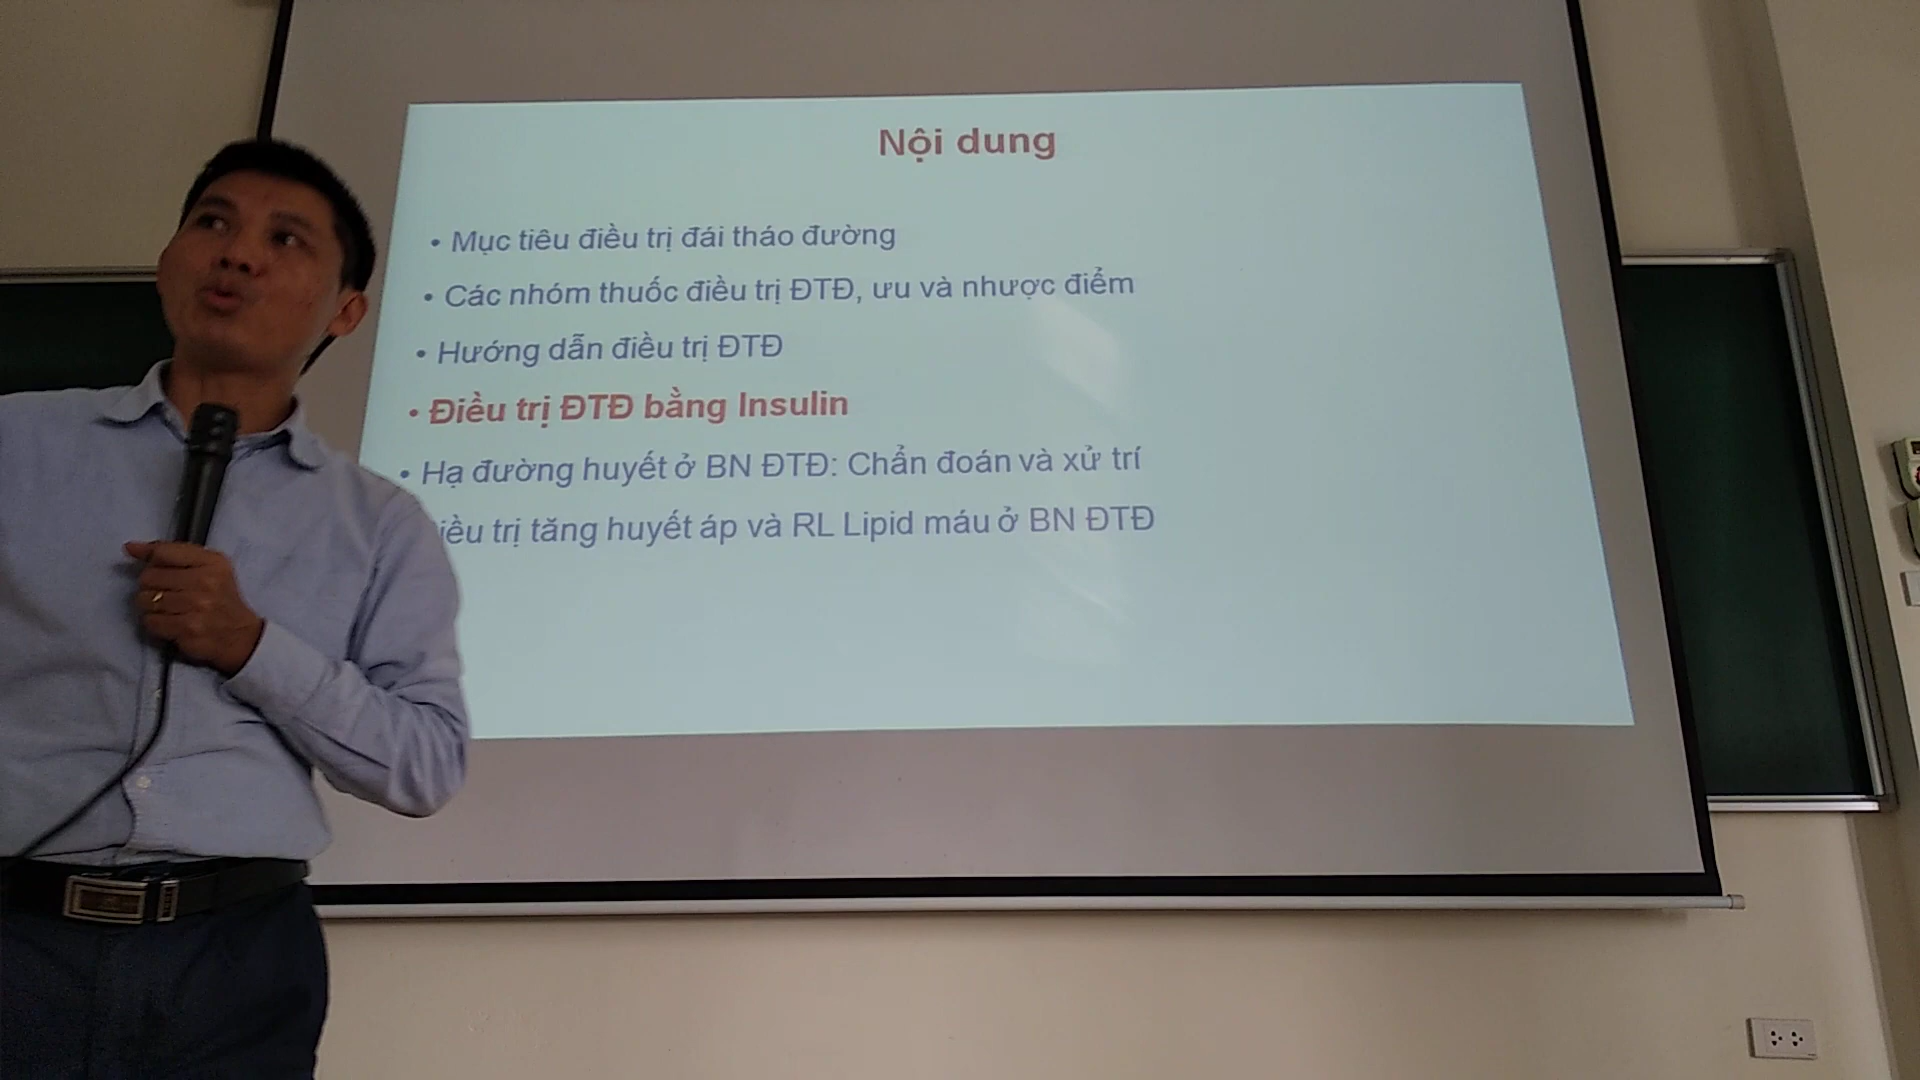 Nội dung
• Mục tiêu điều trị đái tháo đường
• Các nhóm thuốc điều trị ĐTĐ, ưu và nhược điểm
• Hướng dẫn điều trị ĐTĐ
• Điều trị ĐTĐ bằng Insulin
• Hạ đường huyết ở BN ĐTĐ: Chẩn đoán và xử trí
iều trị tăng huyết áp và RL Lipid máu ở BN ĐTĐ